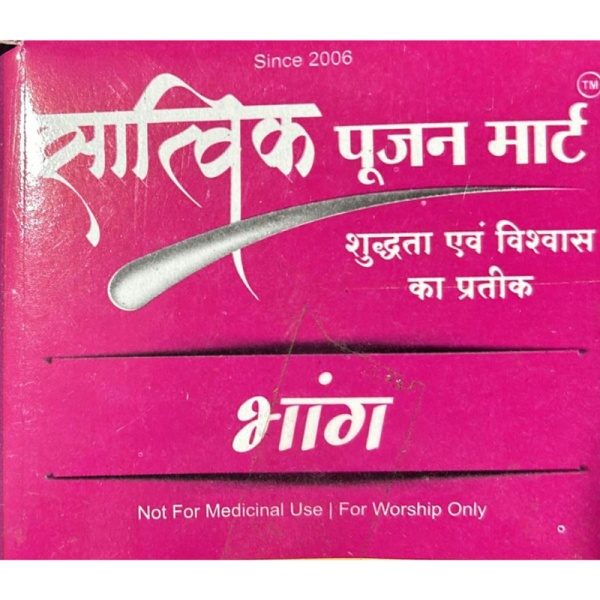 Since 2006
सात्विक पूजन मार्ट TM
शुद्धता एवं विश्वास
का प्रतीक
भांग
Not For Medicinal Use | For Worship Only